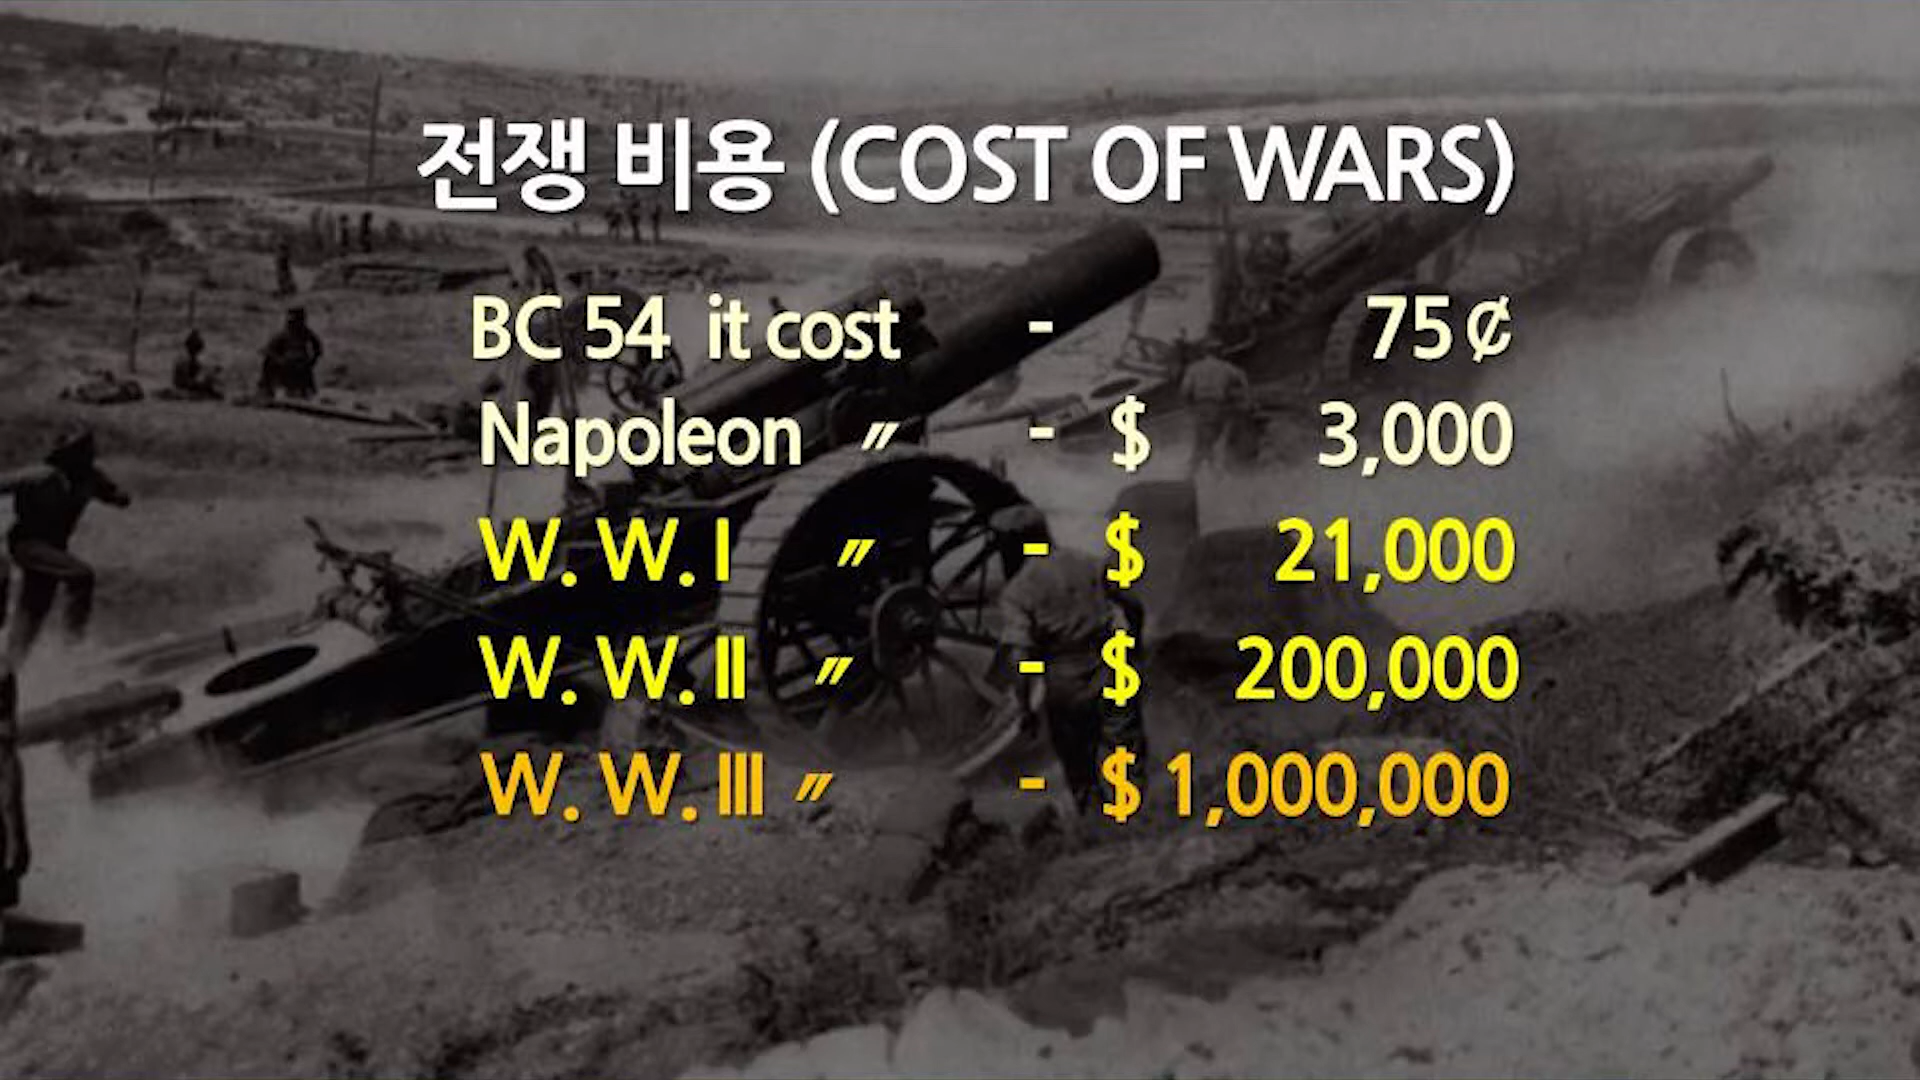 전쟁 비용 (COST OF WARS)
BC 54 it cost - 75₡
Napoleon 〃 - $ 3,000
W. W. I 〃 - $ 21,000
W. W. II 〃 - $ 200,000
W. W. III 〃 - $ 1,000,000